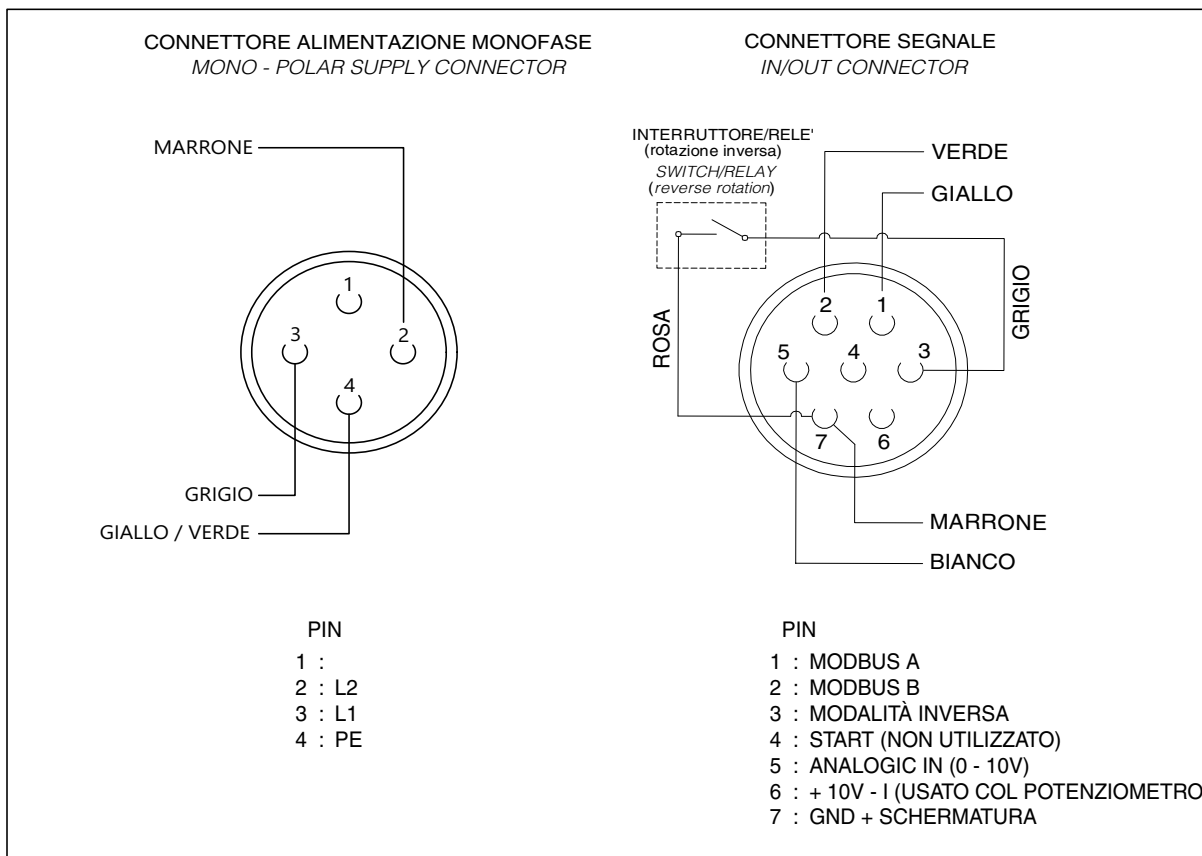 CONNETTORE ALIMENTAZIONE MONOFASE
MONO - POLAR SUPPLY CONNECTOR
MARRONE
1
3
2
4
GRIGIO
GIALLO / VERDE
PIN
1 :
2 : L2
3 : L1
4 : PE
CONNETTORE SEGNALE
IN/OUT CONNECTOR
INTERRUTTORE/RELE'
(rotazione inversa)
SWITCH/RELAY
(reverse rotation)
VERDE
GIALLO
ROSA
GRIGIO
2
1
5
4
3
7
6
MARRONE
BIANCO
PIN
1 : MODBUS A
2 : MODBUS B
3 : MODALITÀ INVERSA
4 : START (NON UTILIZZATO)
5 : ANALOGIC IN (0 - 10V)
6 : + 10V - I (USATO COL POTENZIOMETRO
7 : GND + SCHERMATURA